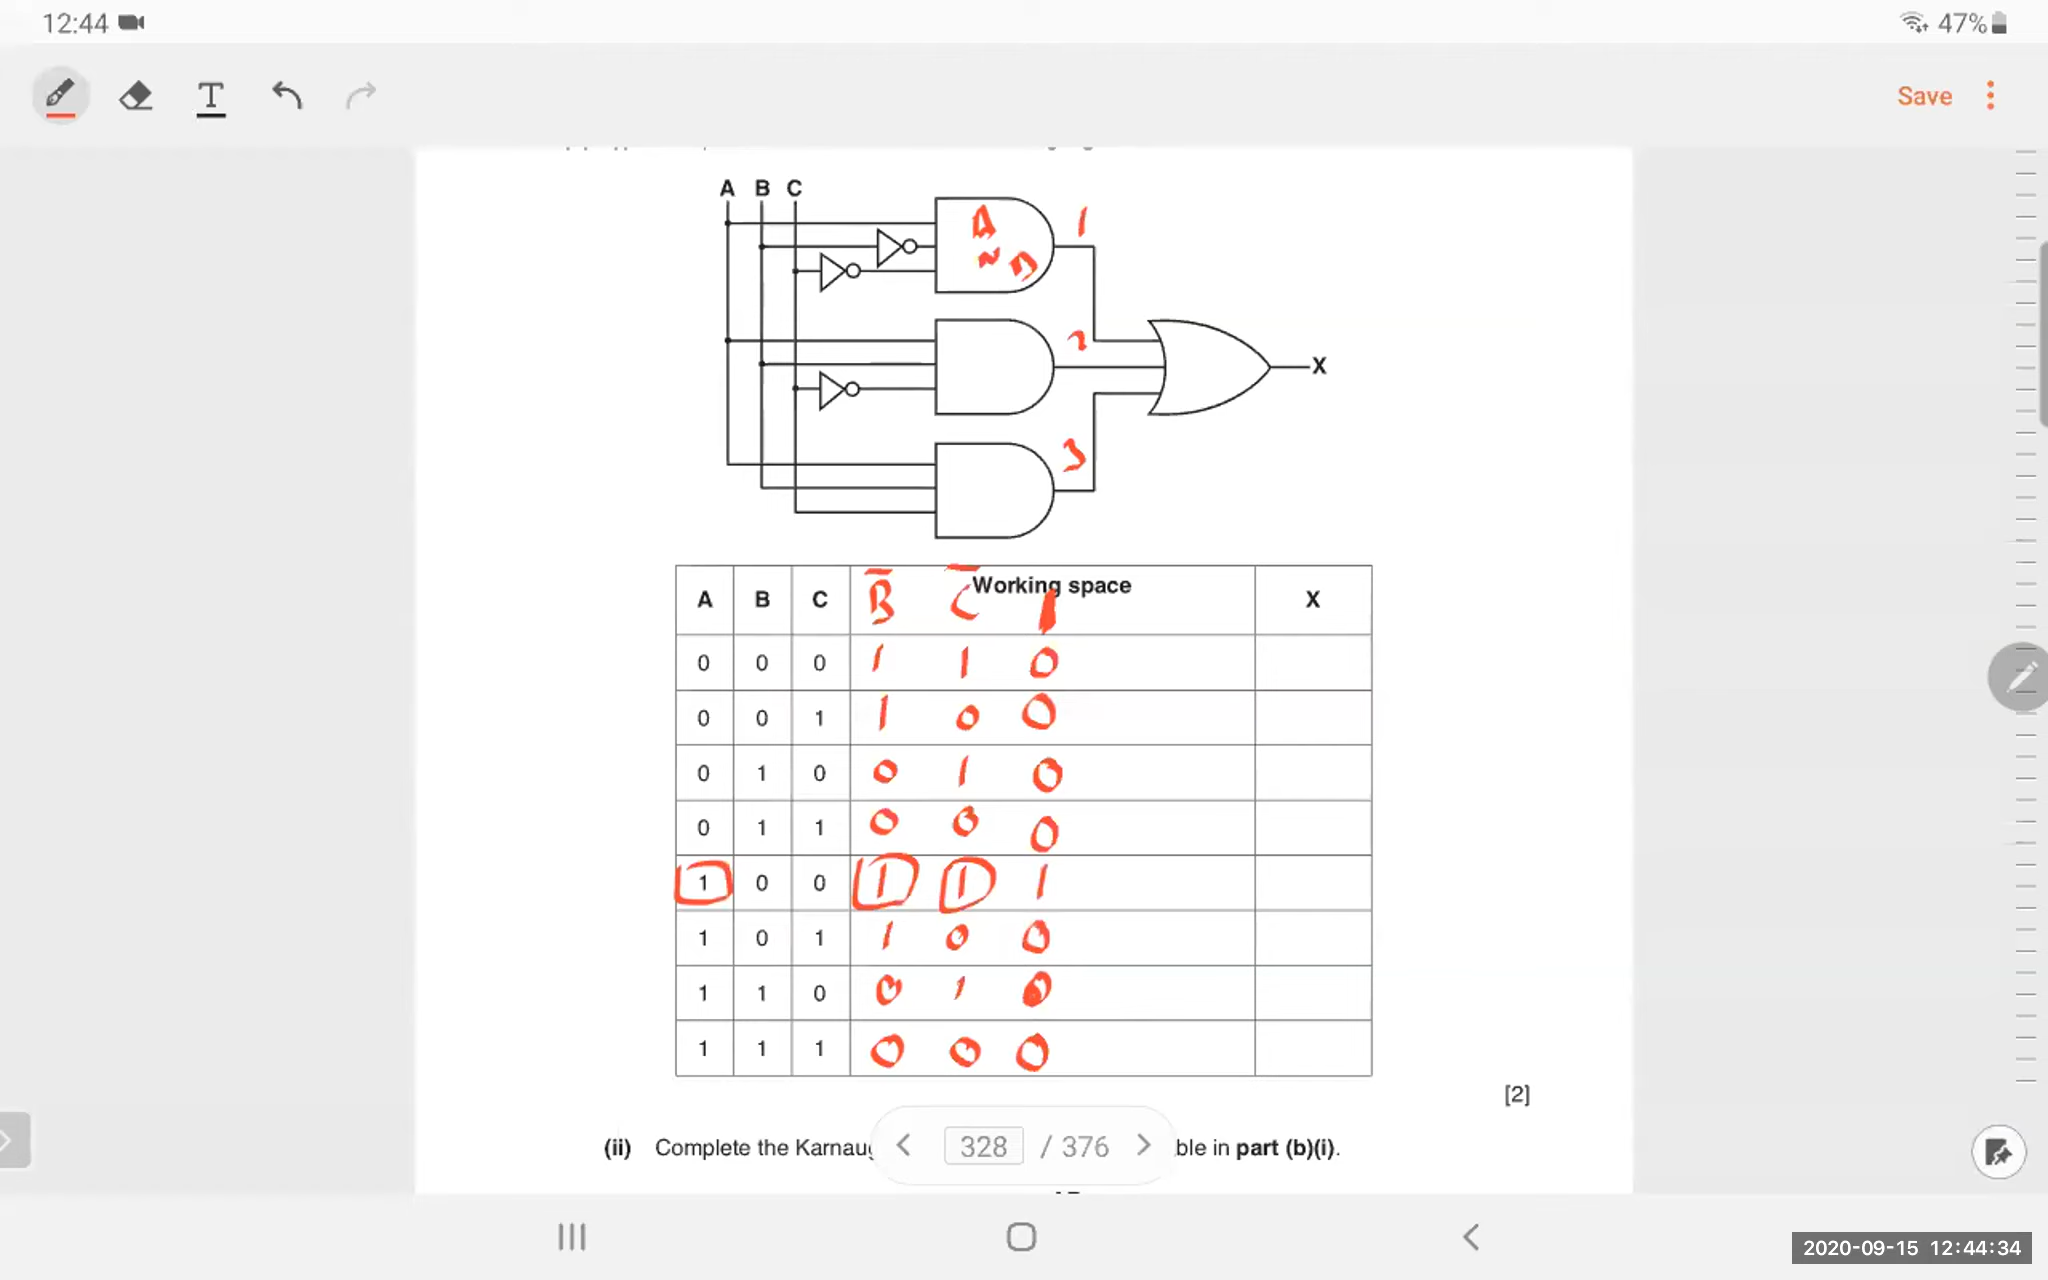 12:44 47%
T Save
A B C
A
N D
1
2
X
3
A B C B̅ C̅ Working space 1 X
0 0 0 1 1 0
0 0 1 1 0 0
0 1 0 0 1 0
0 1 1 0 0 0
1 0 0 1 1 1
1 0 1 1 0 0
1 1 0 0 1 0
1 1 1 0 0 0
[2]
(ii) Complete the Karnau ble in part (b)(i).
328 / 376
2020-09-15 12:44:34